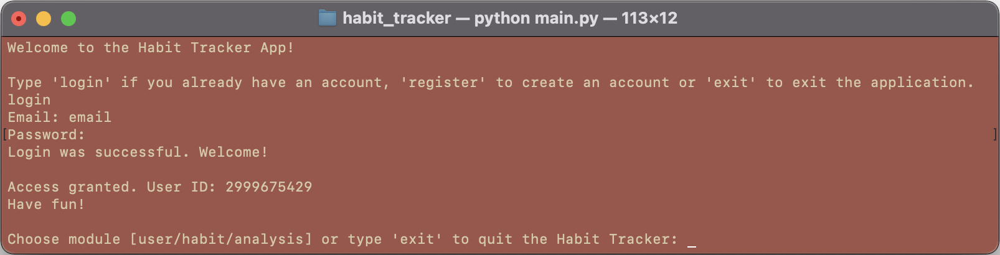 habit_tracker — python main.py — 113×12
Welcome to the Habit Tracker App!
Type 'login' if you already have an account, 'register' to create an account or 'exit' to exit the application.
login
Email: email
[Password: ]
Login was successful. Welcome!
Access granted. User ID: 2999675429
Have fun!
Choose module [user/habit/analysis] or type 'exit' to quit the Habit Tracker: _